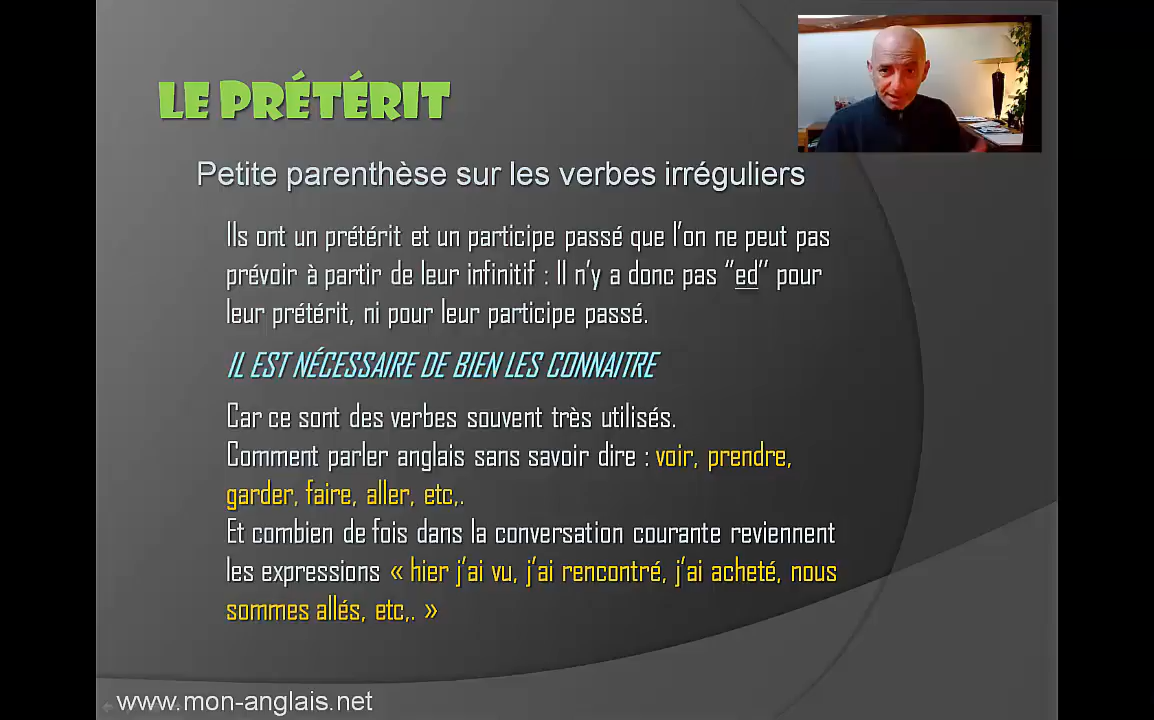 LE PRÉTÉRIT
Petite parenthèse sur les verbes irréguliers
Ils ont un prétérit et un participe passé que l'on ne peut pas
prévoir à partir de leur infinitif : Il n'y a donc pas "ed" pour
leur prétérit, ni pour leur participe passé.
IL EST NÉCESSAIRE DE BIEN LES CONNAITRE
Car ce sont des verbes souvent très utilisés.
Comment parler anglais sans savoir dire : voir, prendre,
garder, faire, aller, etc,.
Et combien de fois dans la conversation courante reviennent
les expressions « hier j'ai vu, j'ai rencontré, j'ai acheté, nous
sommes allés, etc,. »
www.mon-anglais.net